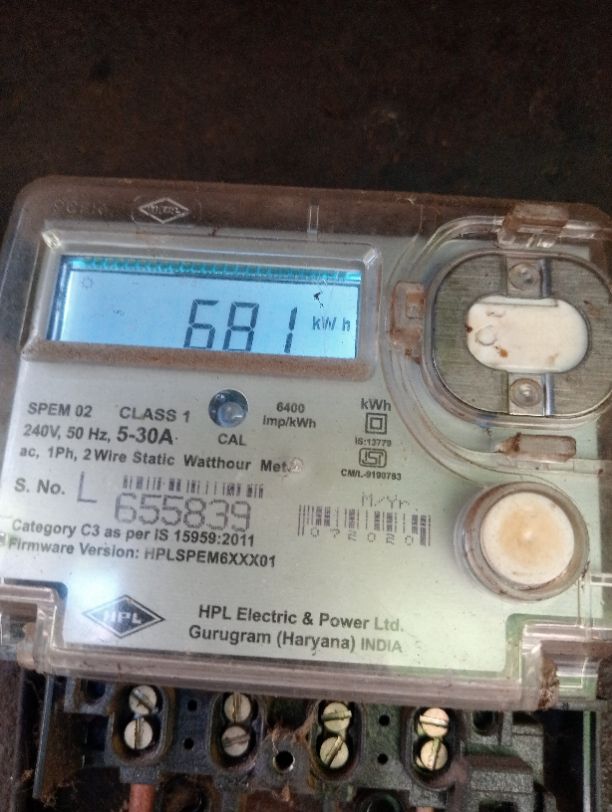 681 kWh
SPEM 02 CLASS 1
6400 imp/kWh
kWh
240V, 50 Hz, 5-30A
CAL
IS:13779
ac, 1Ph, 2 Wire Static Watthour Meter
CM/L-9190783
S. No. L 655839
M/Yr.
072020
Category C3 as per IS 15959:2011
Firmware Version: HPLSPEM6XXX01
HPL
HPL Electric & Power Ltd.
Gurugram (Haryana) INDIA